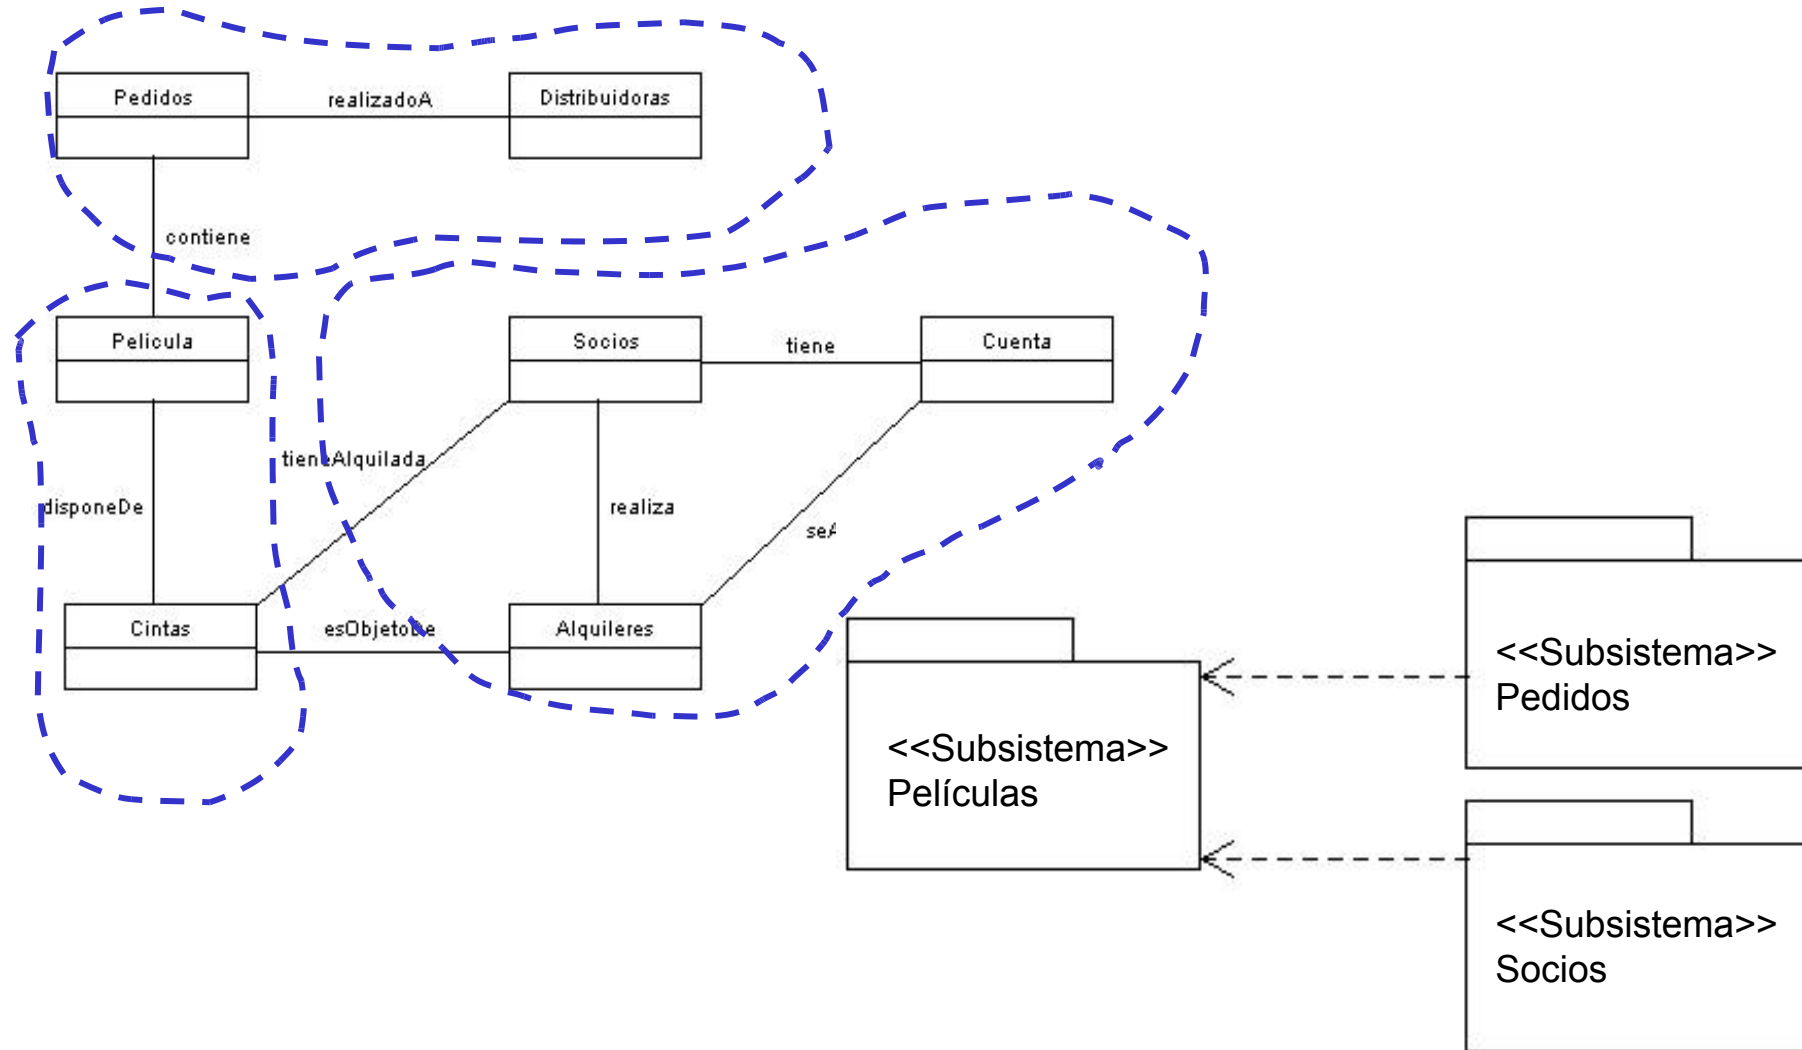 Pedidos
realizadoA
Distribuidoras
contiene
Pelicula
Socios
tiene
Cuenta
tieneAlquilada
disponeDe
realiza
Cintas
esObjetoDe
Alquileres
<<Subsistema>>
Pedidos
<<Subsistema>>
Películas
<<Subsistema>>
Socios